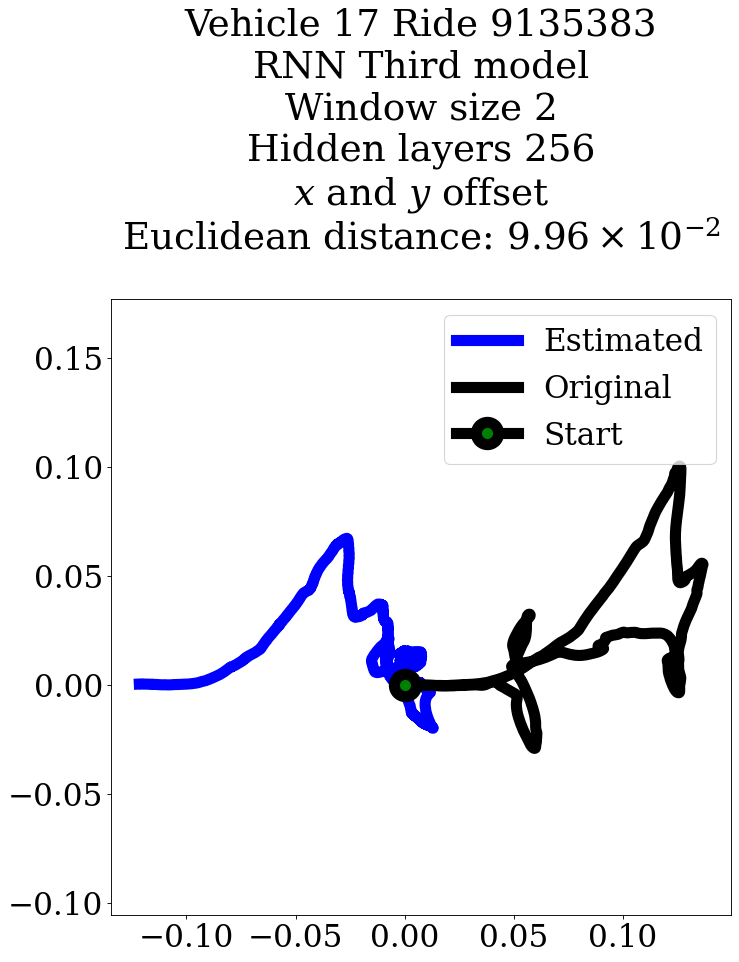 Vehicle 17 Ride 9135383
RNN Third model
Window size 2
Hidden layers 256
x and y offset
Euclidean distance: 9.96 × 10⁻²
Estimated
Original
Start
0.15
0.10
0.05
0.00
−0.05
−0.10
−0.10 −0.05 0.00 0.05 0.10